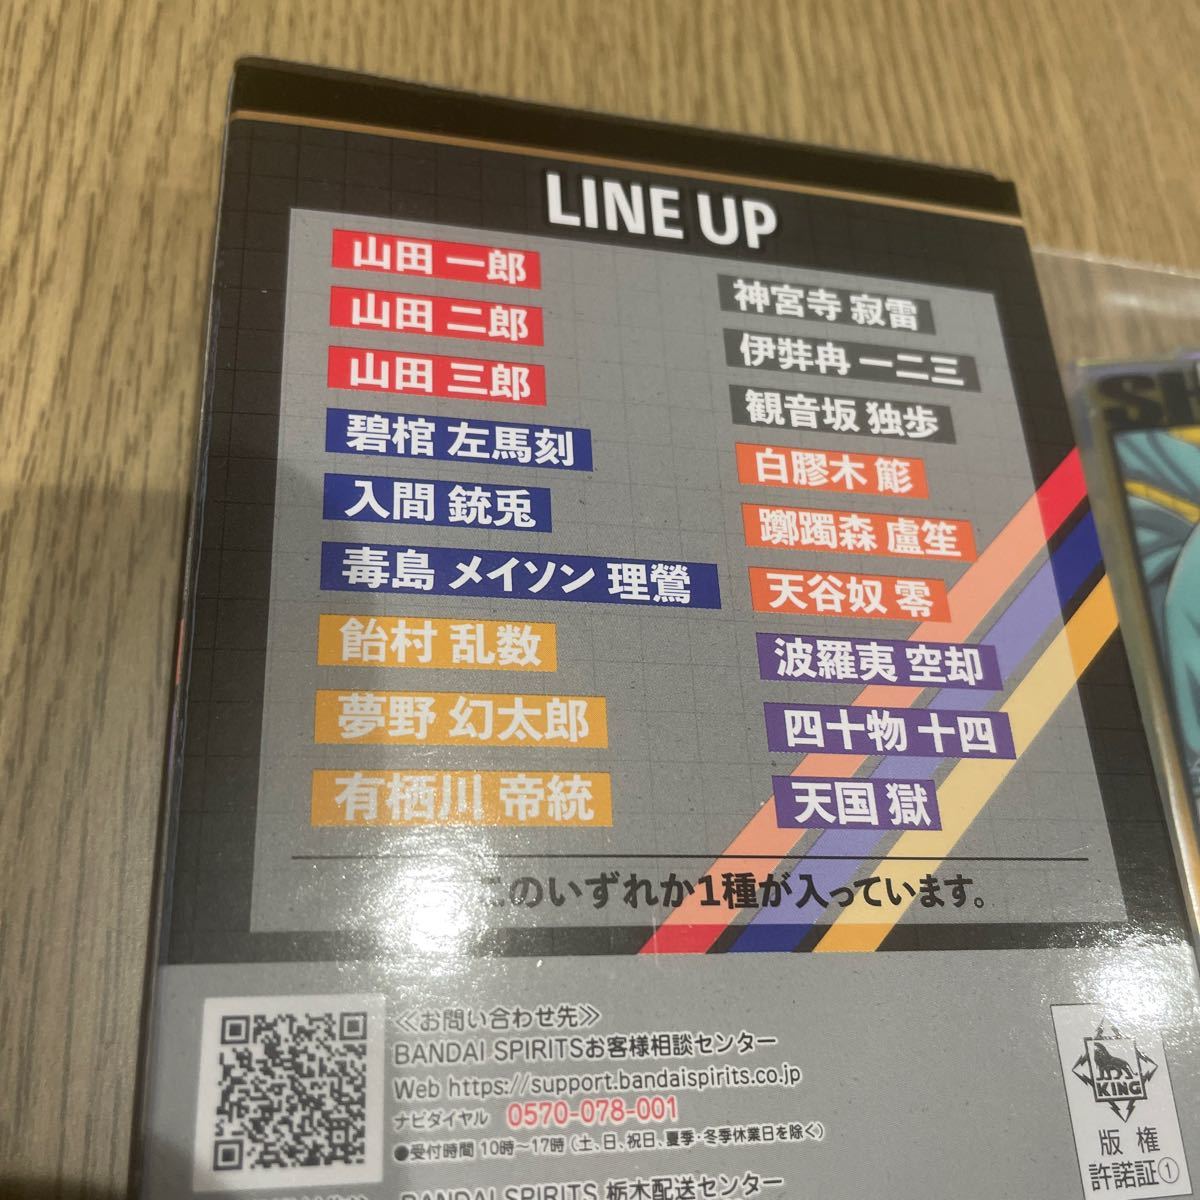 LINE UP
山田 一郎
山田 二郎
山田 三郎
碧棺 左馬刻
入間 銃兎
毒島 メイソン 理鶯
飴村 乱数
夢野 幻太郎
有栖川 帝統
神宮寺 寂雷
伊弉冉 一二三
観音坂 独歩
白膠木 簓
躑躅森 盧笙
天谷奴 零
波羅夷 空却
四十物 十四
天国 獄
このいずれか1種が入っています。
≪お問い合わせ先≫
BANDAI SPIRITSお客様相談センター
Web https://support.bandaispirits.co.jp
ナビダイヤル 0570-078-001
●受付時間 10時～17時 (土、日、祝日、夏季・冬季休業日を除く)
BANDAI SPIRITS 栃木配送センター
KING
版権
許諾証①